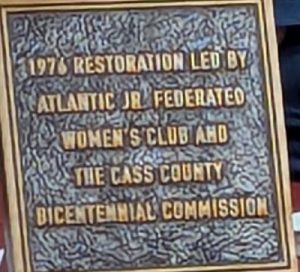 1976 RESTORATION LED BY
ATLANTIC JR. FEDERATED
WOMEN'S CLUB AND
THE CASS COUNTY
BICENTENNIAL COMMISSION